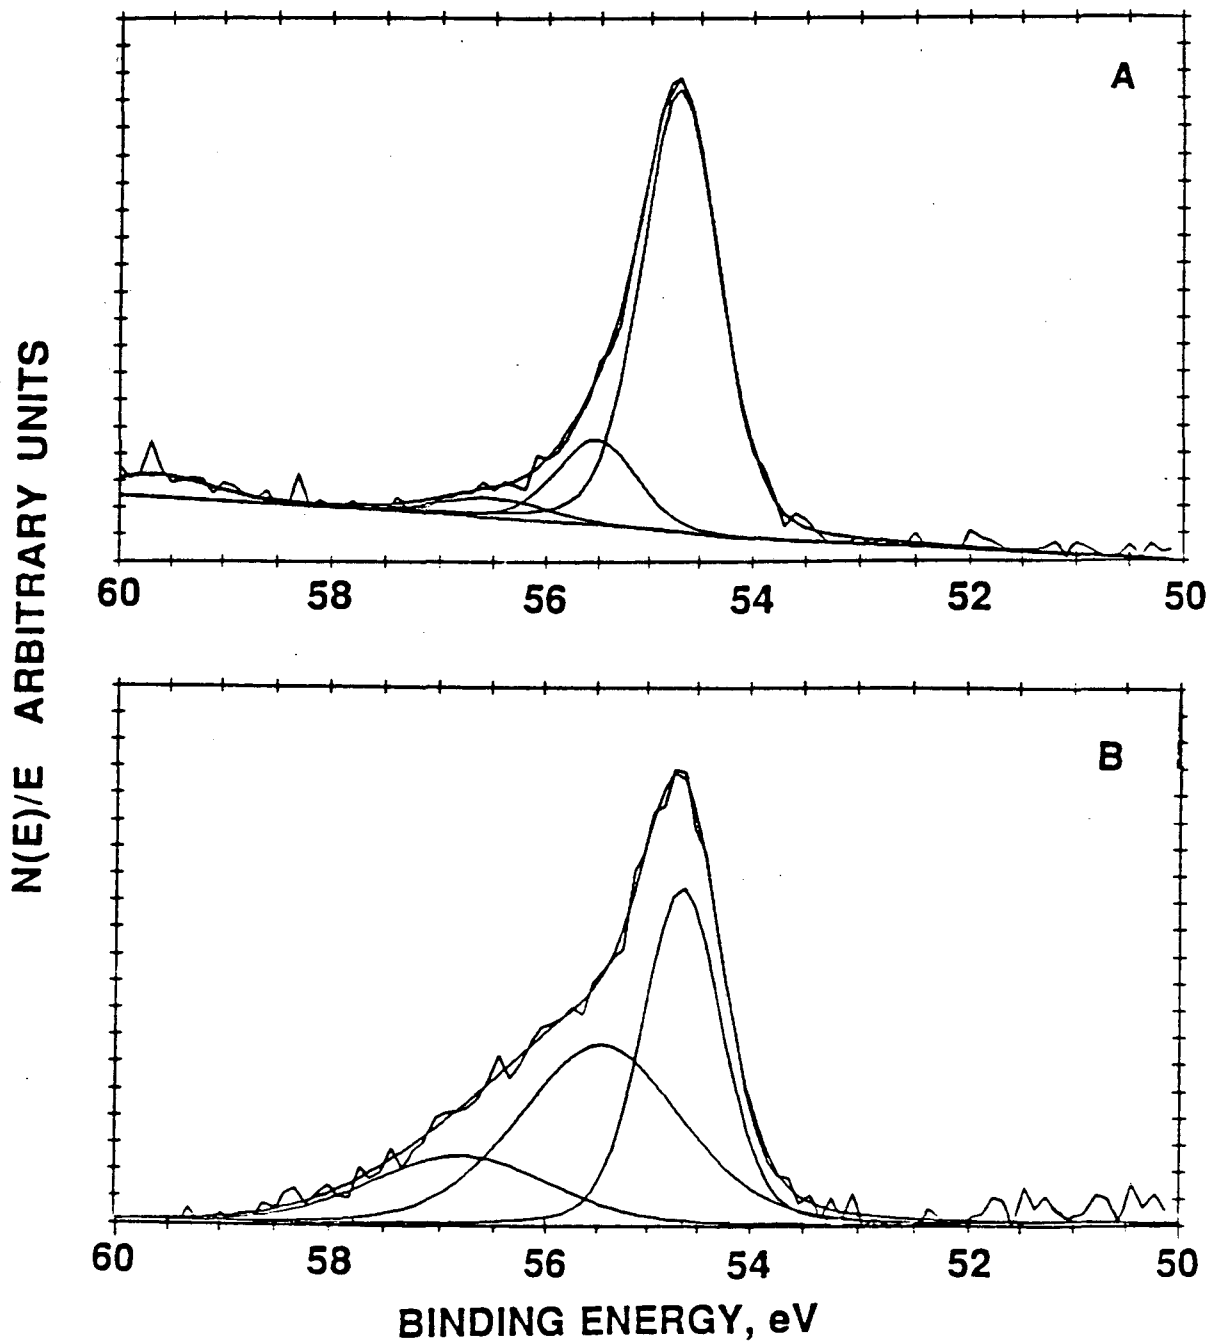 A
N(E)/E ARBITRARY UNITS
60 58 56 54 52 50
B
60 58 56 54 52 50
BINDING ENERGY, eV